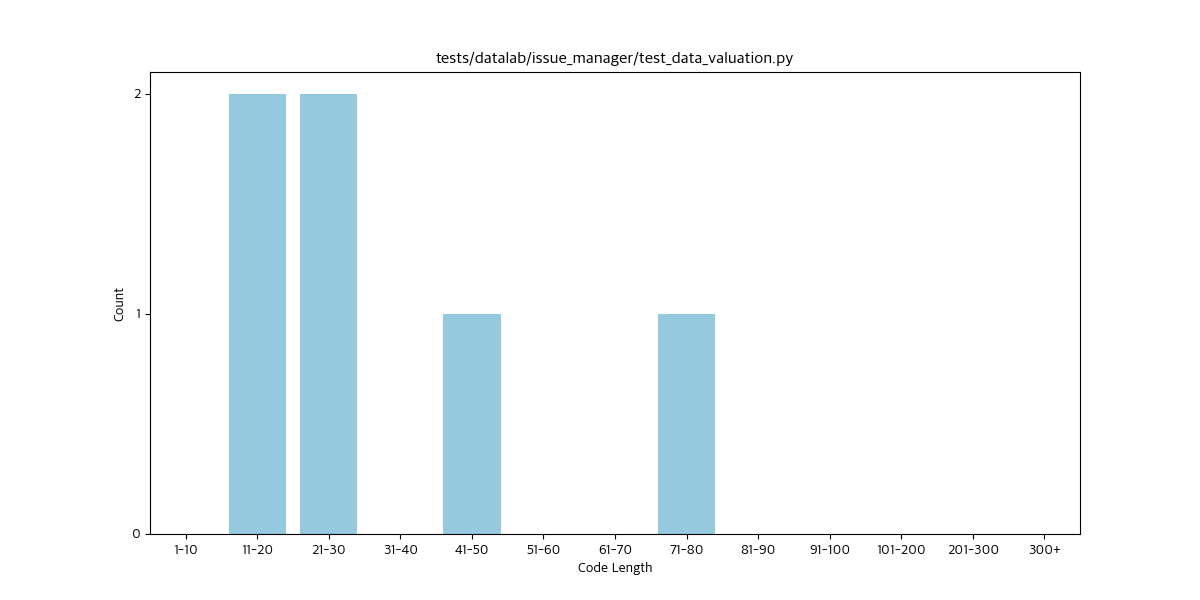 tests/datalab/issue_manager/test_data_valuation.py
2
1
0
Count
1-10 11-20 21-30 31-40 41-50 51-60 61-70 71-80 81-90 91-100 101-200 201-300 300+
Code Length